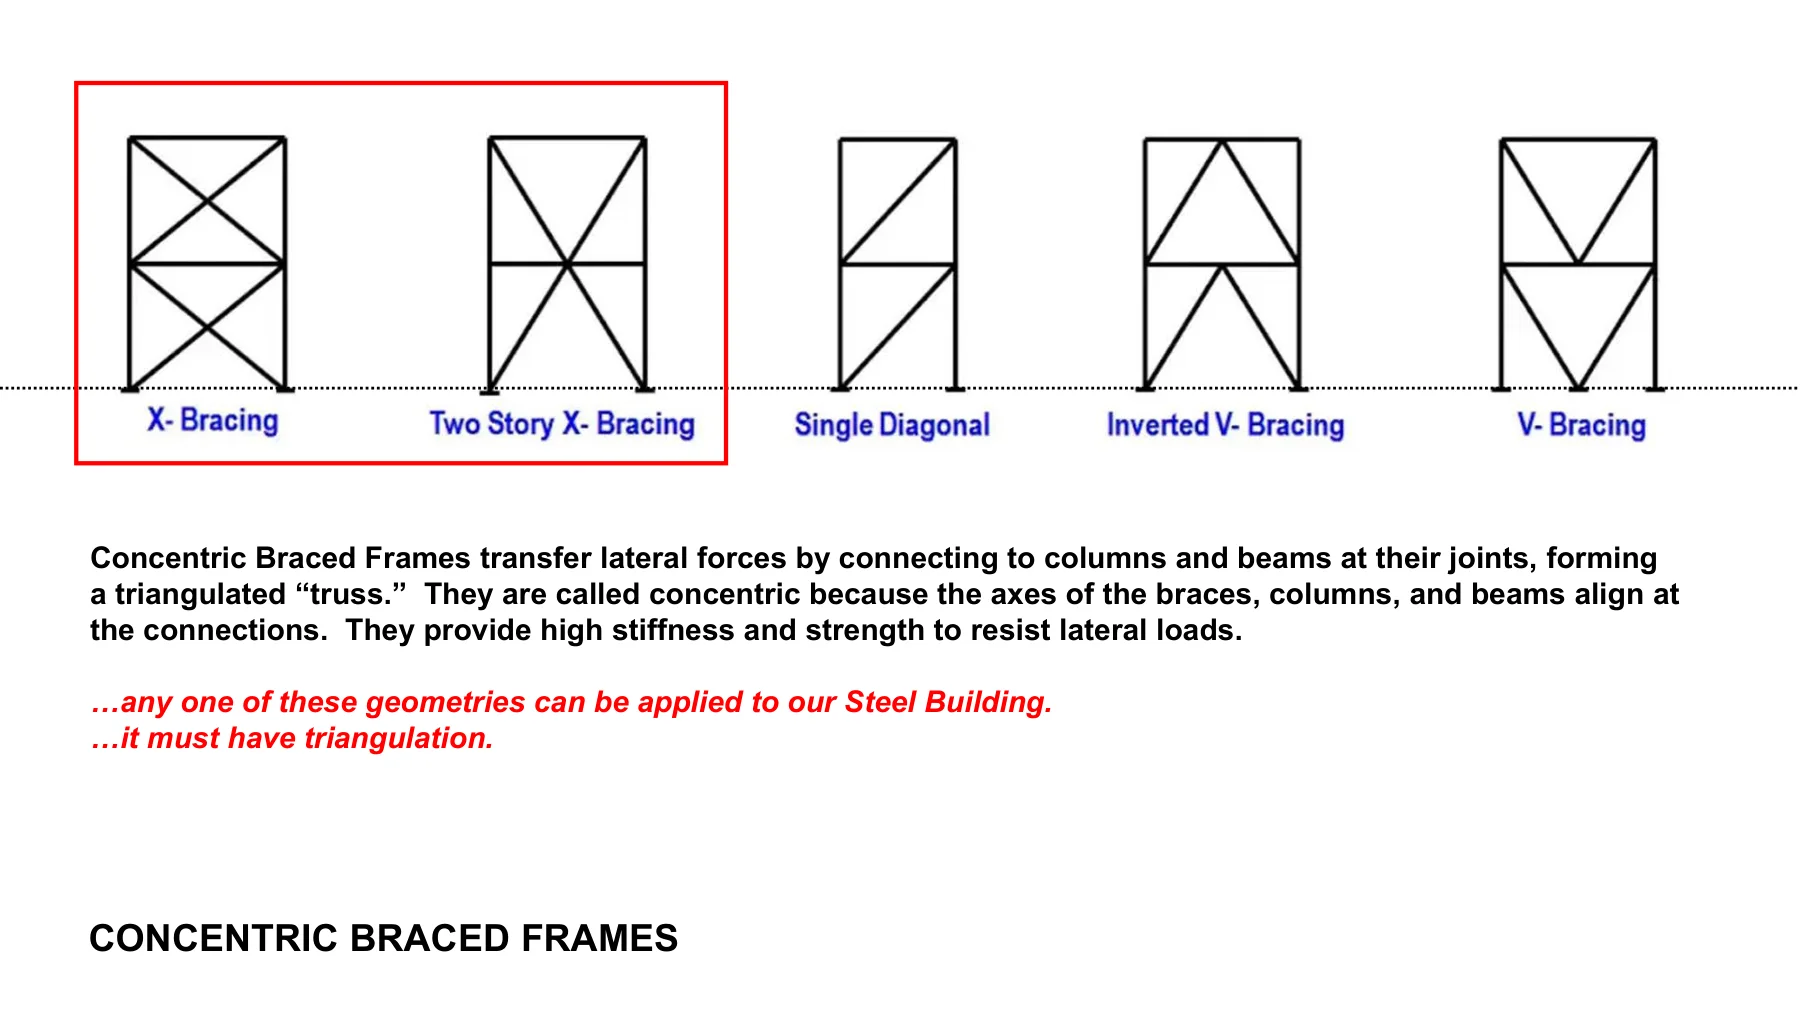 X- Bracing
Two Story X- Bracing
Single Diagonal
Inverted V- Bracing
V- Bracing
Concentric Braced Frames transfer lateral forces by connecting to columns and beams at their joints, forming
a triangulated “truss.”  They are called concentric because the axes of the braces, columns, and beams align at
the connections.  They provide high stiffness and strength to resist lateral loads.
…any one of these geometries can be applied to our Steel Building.
…it must have triangulation.
CONCENTRIC BRACED FRAMES